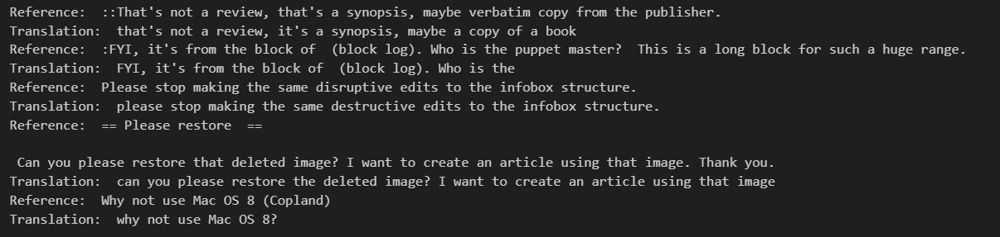 Reference:  ::That's not a review, that's a synopsis, maybe verbatim copy from the publisher.
Translation:  that's not a review, it's a synopsis, maybe a copy of a book
Reference:  :FYI, it's from the block of  (block log). Who is the puppet master?  This is a long block for such a huge range.
Translation:  FYI, it's from the block of  (block log). Who is the
Reference:  Please stop making the same disruptive edits to the infobox structure.
Translation:  please stop making the same destructive edits to the infobox structure.
Reference:  == Please restore  ==
Can you please restore that deleted image? I want to create an article using that image. Thank you.
Translation:  can you please restore the deleted image? I want to create an article using that image
Reference:  Why not use Mac OS 8 (Copland)
Translation:  why not use Mac OS 8?